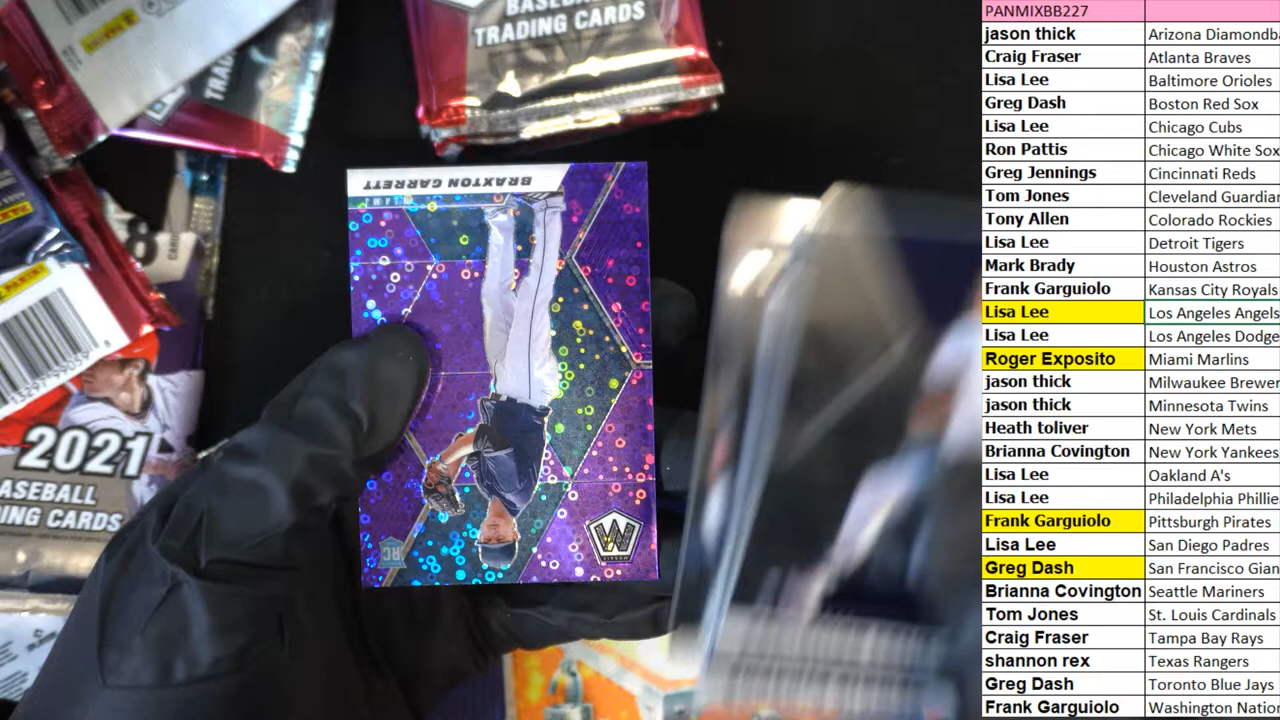 BASEBALL
TRADING CARDS
BRAXTON GARRETT
MIAMI
RC
MOSAIC
PANINI
2021
BASEBALL
TRADING CARDS
PANMIXBB227
jason thick Arizona Diamondba
Craig Fraser Atlanta Braves
Lisa Lee Baltimore Orioles
Greg Dash Boston Red Sox
Lisa Lee Chicago Cubs
Ron Pattis Chicago White Sox
Greg Jennings Cincinnati Reds
Tom Jones Cleveland Guardian
Tony Allen Colorado Rockies
Lisa Lee Detroit Tigers
Mark Brady Houston Astros
Frank Garguiolo Kansas City Royals
Lisa Lee Los Angeles Angels
Lisa Lee Los Angeles Dodge
Roger Exposito Miami Marlins
jason thick Milwaukee Brewer
jason thick Minnesota Twins
Heath toliver New York Mets
Brianna Covington New York Yankees
Lisa Lee Oakland A's
Lisa Lee Philadelphia Phillie
Frank Garguiolo Pittsburgh Pirates
Lisa Lee San Diego Padres
Greg Dash San Francisco Gian
Brianna Covington Seattle Mariners
Tom Jones St. Louis Cardinals
Craig Fraser Tampa Bay Rays
shannon rex Texas Rangers
Greg Dash Toronto Blue Jays
Frank Garguiolo Washington Nation